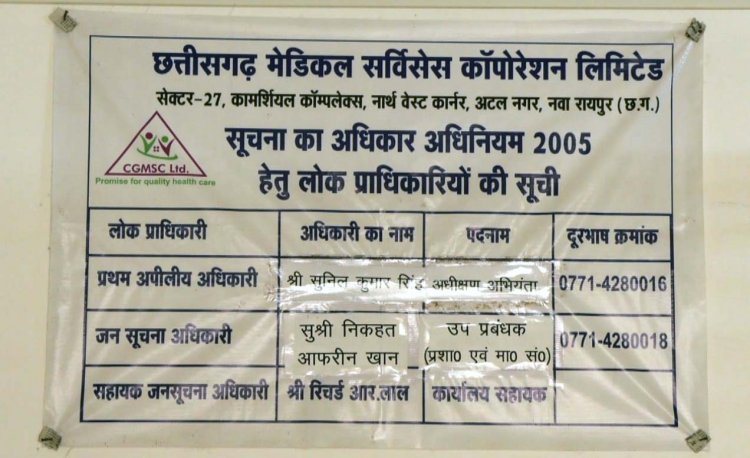 छत्तीसगढ़ मेडिकल सर्विसेस कॉपोरेशन लिमिटेड
सेक्टर-27, कामर्शियल कॉम्पलेक्स, नार्थ वेस्ट कार्नर, अटल नगर, नवा रायपुर (छ.ग.)
सूचना का अधिकार अधिनियम 2005
हेतु लोक प्राधिकारियों की सूची
CGMSC Ltd.
Promise for quality health care
लोक प्राधिकारी अधिकारी का नाम पदनाम दूरभाष क्रमांक
प्रथम अपीलीय अधिकारी श्री सुनिल कुमार सिंह अधीक्षण अभियंता 0771-4280016
जन सूचना अधिकारी सुश्री निकहत आफरीन खान उप प्रबंधक (प्रशा0 एवं मा0 सं0) 0771-4280018
सहायक जनसूचना अधिकारी श्री रिचर्ड आर.लाल कार्यालय सहायक